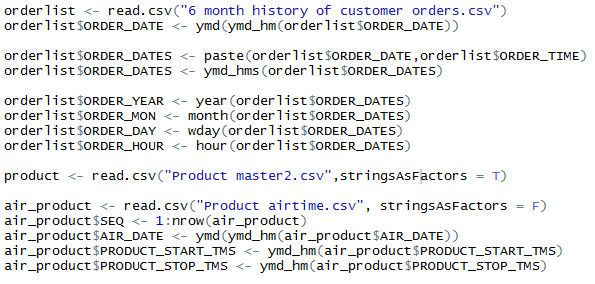 orderlist <- read.csv("6 month history of customer orders.csv")
orderlist$ORDER_DATE <- ymd(ymd_hm(orderlist$ORDER_DATE))
orderlist$ORDER_DATES <- paste(orderlist$ORDER_DATE,orderlist$ORDER_TIME)
orderlist$ORDER_DATES <- ymd_hms(orderlist$ORDER_DATES)
orderlist$ORDER_YEAR <- year(orderlist$ORDER_DATES)
orderlist$ORDER_MON <- month(orderlist$ORDER_DATES)
orderlist$ORDER_DAY <- wday(orderlist$ORDER_DATES)
orderlist$ORDER_HOUR <- hour(orderlist$ORDER_DATES)
product <- read.csv("Product master2.csv",stringsAsFactors = T)
air_product <- read.csv("Product airtime.csv", stringsAsFactors = F)
air_product$SEQ <- 1:nrow(air_product)
air_product$AIR_DATE <- ymd(ymd_hm(air_product$AIR_DATE))
air_product$PRODUCT_START_TMS <- ymd_hm(air_product$PRODUCT_START_TMS)
air_product$PRODUCT_STOP_TMS <- ymd_hm(air_product$PRODUCT_STOP_TMS)